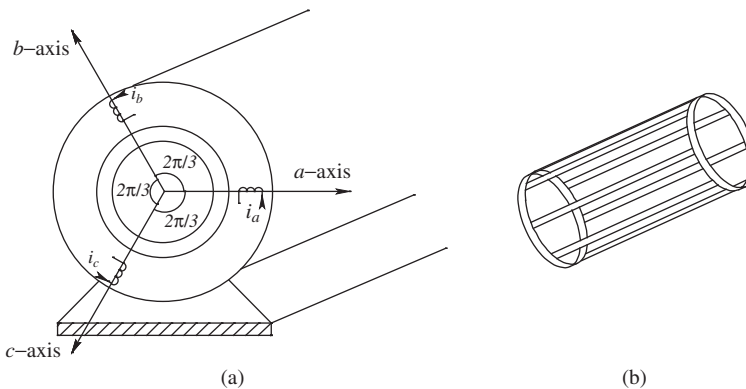 b–axis
i_b
2π/3
2π/3
a–axis
2π/3
i_a
i_c
c–axis
(a)
(b)